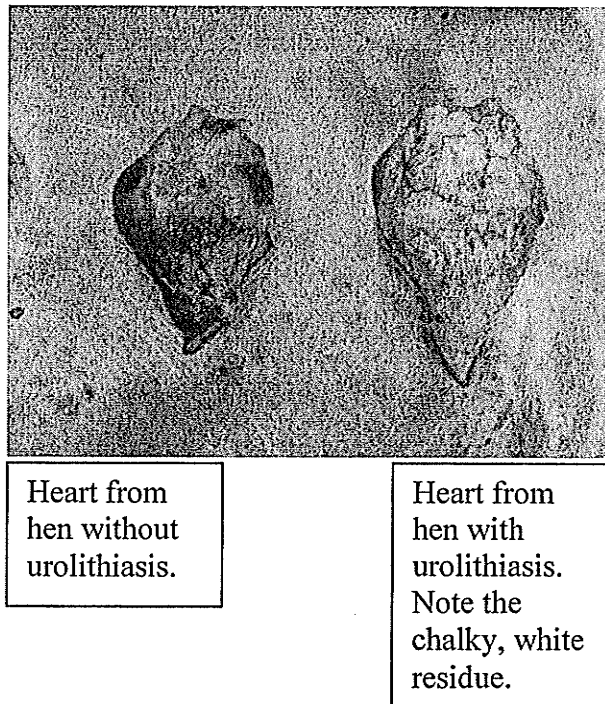 Heart from
hen without
urolithiasis.
Heart from
hen with
urolithiasis.
Note the
chalky, white
residue.